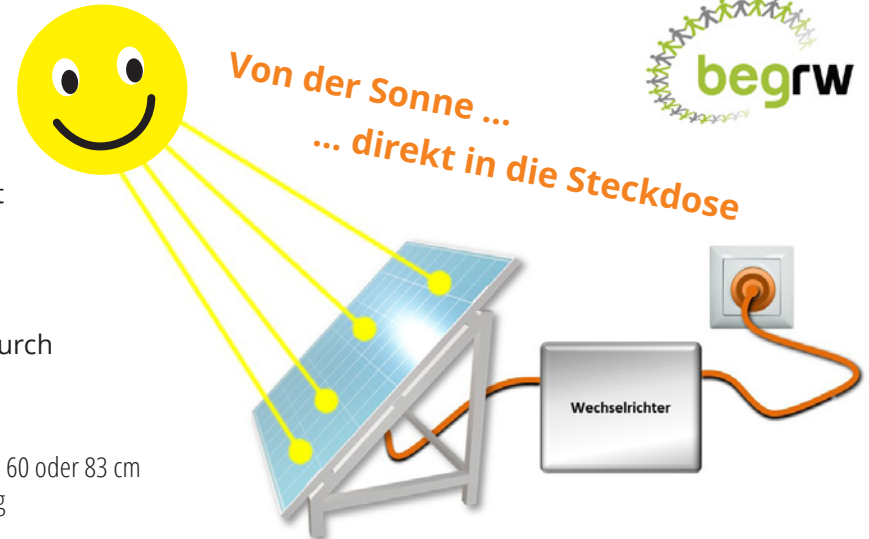 begrw
Von der Sonne ...
... direkt in die Steckdose
t
urch
Wechselrichter
60 oder 83 cm
g